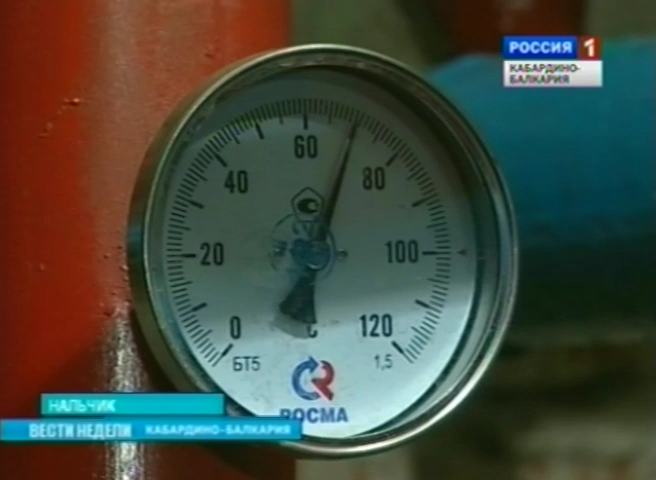 РОССИЯ 1
КАБАРДИНО-
БАЛКАРИЯ
60
40
80
20
100
0
°C
120
БТ5
1,5
РОСМА
НАЛЬЧИК
ВЕСТИ НЕДЕЛИ КАБАРДИНО-БАЛКАРИЯ